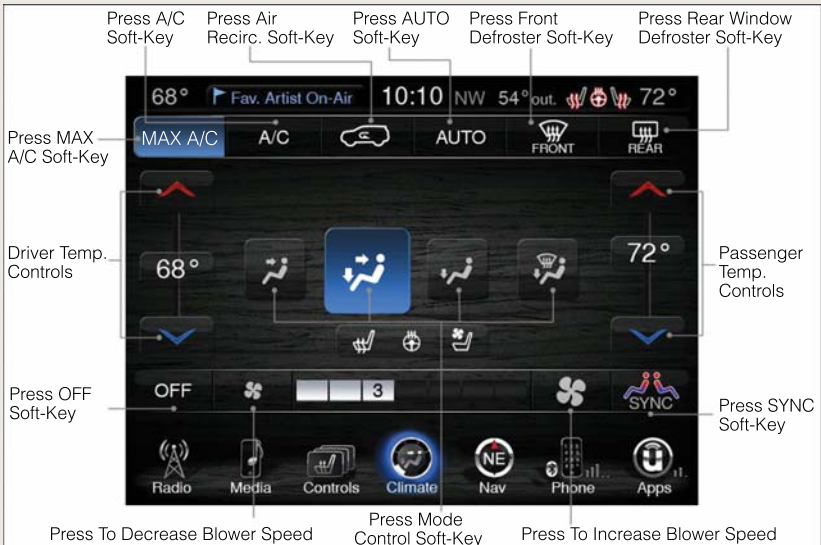 Press A/C
Soft-Key
Press Air
Recirc. Soft-Key
Press AUTO
Soft-Key
Press Front
Defroster Soft-Key
Press Rear Window
Defroster Soft-Key
68° Fav. Artist On-Air 10:10 NW 54° out. 72°
Press MAX
A/C Soft-Key
MAX A/C A/C AUTO FRONT REAR
Driver Temp.
Controls
68°
72°
Passenger
Temp.
Controls
Press OFF
Soft-Key
OFF 3 SYNC
Press SYNC
Soft-Key
NE
Radio Media Controls Climate Nav Phone Apps
Press To Decrease Blower Speed
Press Mode
Control Soft-Key
Press To Increase Blower Speed